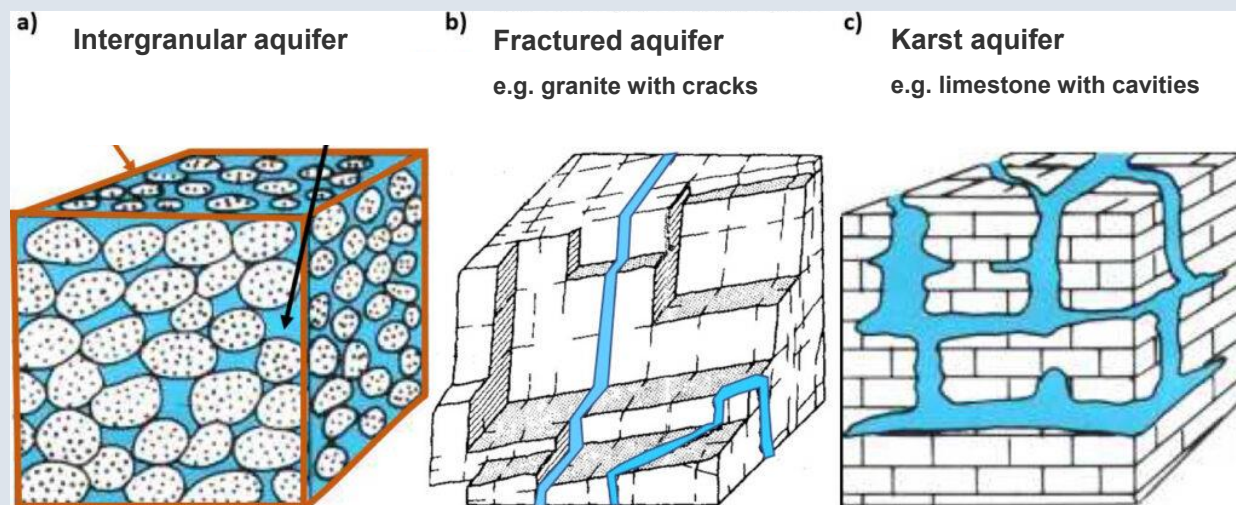 a) Intergranular aquifer
b) Fractured aquifer
e.g. granite with cracks
c) Karst aquifer
e.g. limestone with cavities